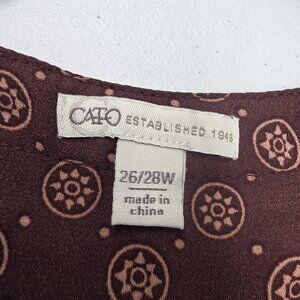 CATO ESTABLISHED 1946
26/28W
made in
china